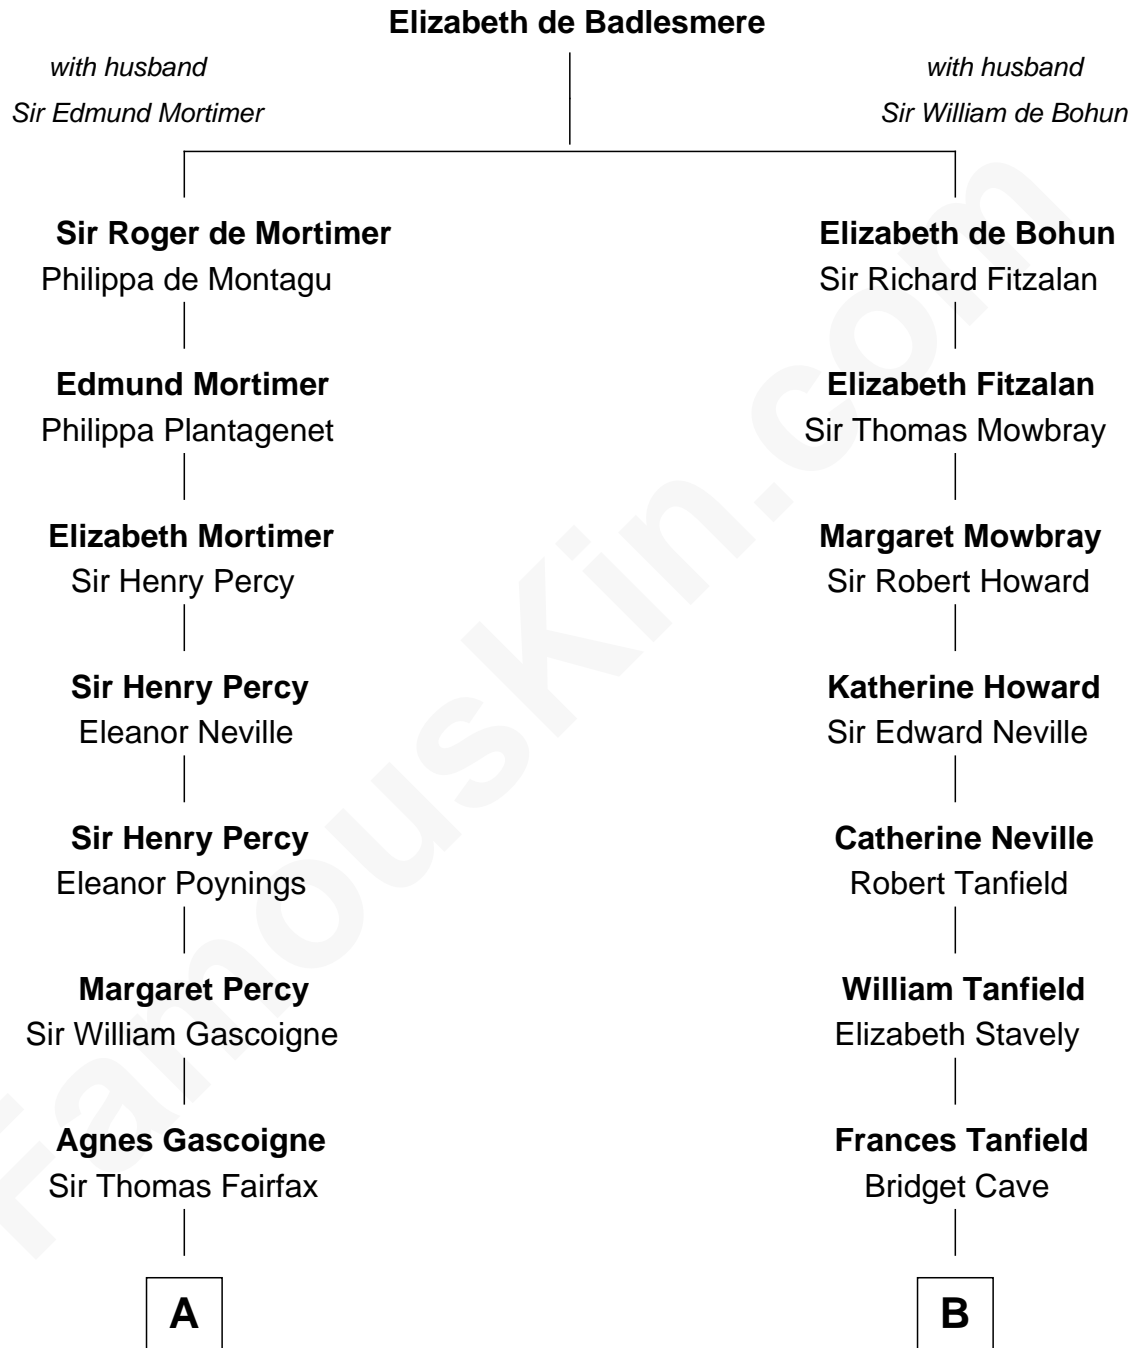 Elizabeth de Badlesmere
with husband
Sir Edmund Mortimer
with husband
Sir William de Bohun
Sir Roger de Mortimer
Philippa de Montagu
Edmund Mortimer
Philippa Plantagenet
Elizabeth Mortimer
Sir Henry Percy
Sir Henry Percy
Eleanor Neville
Sir Henry Percy
Eleanor Poynings
Margaret Percy
Sir William Gascoigne
Agnes Gascoigne
Sir Thomas Fairfax
A
Elizabeth de Bohun
Sir Richard Fitzalan
Elizabeth Fitzalan
Sir Thomas Mowbray
Margaret Mowbray
Sir Robert Howard
Katherine Howard
Sir Edward Neville
Catherine Neville
Robert Tanfield
William Tanfield
Elizabeth Stavely
Frances Tanfield
Bridget Cave
B
FamousKin.com